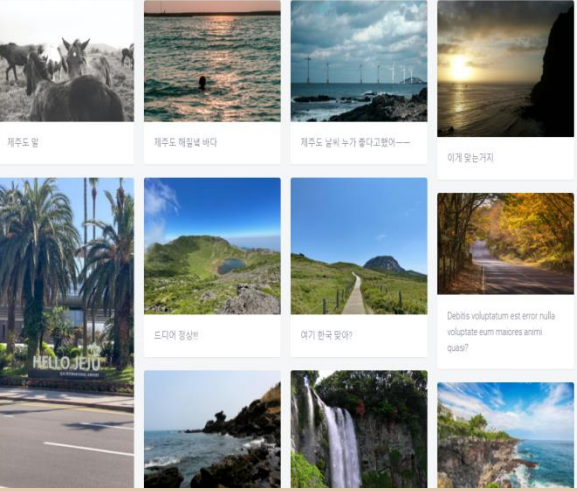 제주도 말
제주도 해질녘 바다
제주도 날씨 누가 좋다고했어ㅡㅡ
이게 맞는거지
HELLO JEJU
드디어 정상!!!
여기 한국 맞아?
Debitis voluptatum est error nulla
voluptate eum maiores animi
quasi?